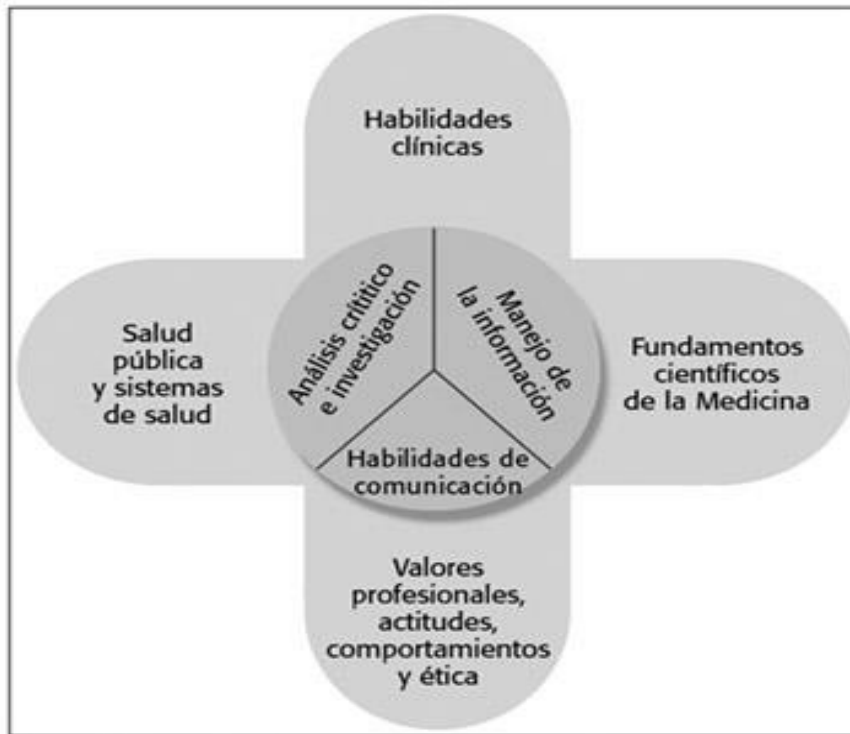 Habilidades
clínicas
Salud
pública
y sistemas
de salud
Análisis crítitico
e investigación
Manejo de
la información
Habilidades de
comunicación
Fundamentos
científicos
de la Medicina
Valores
profesionales,
actitudes,
comportamientos
y ética